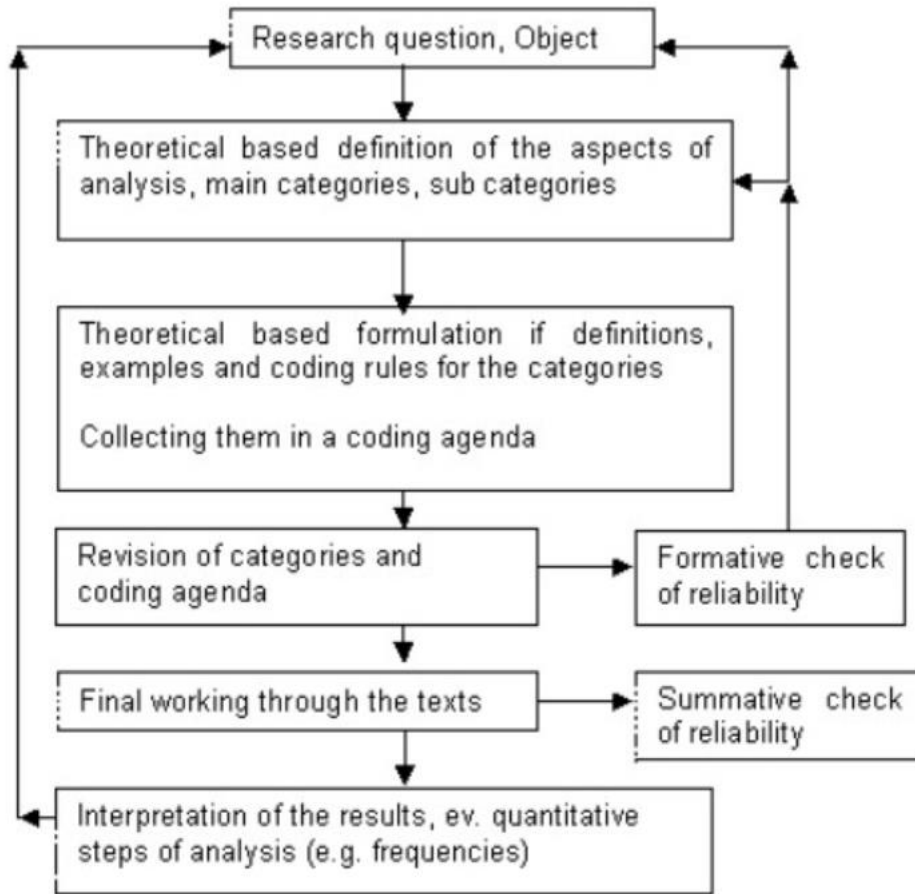 Research question, Object
Theoretical based definition of the aspects of
analysis, main categories, sub categories
Theoretical based formulation if definitions,
examples and coding rules for the categories
Collecting them in a coding agenda
Revision of categories and
coding agenda
Formative check
of reliability
Final working through the texts
Summative check
of reliability
Interpretation of the results, ev. quantitative
steps of analysis (e.g. frequencies)